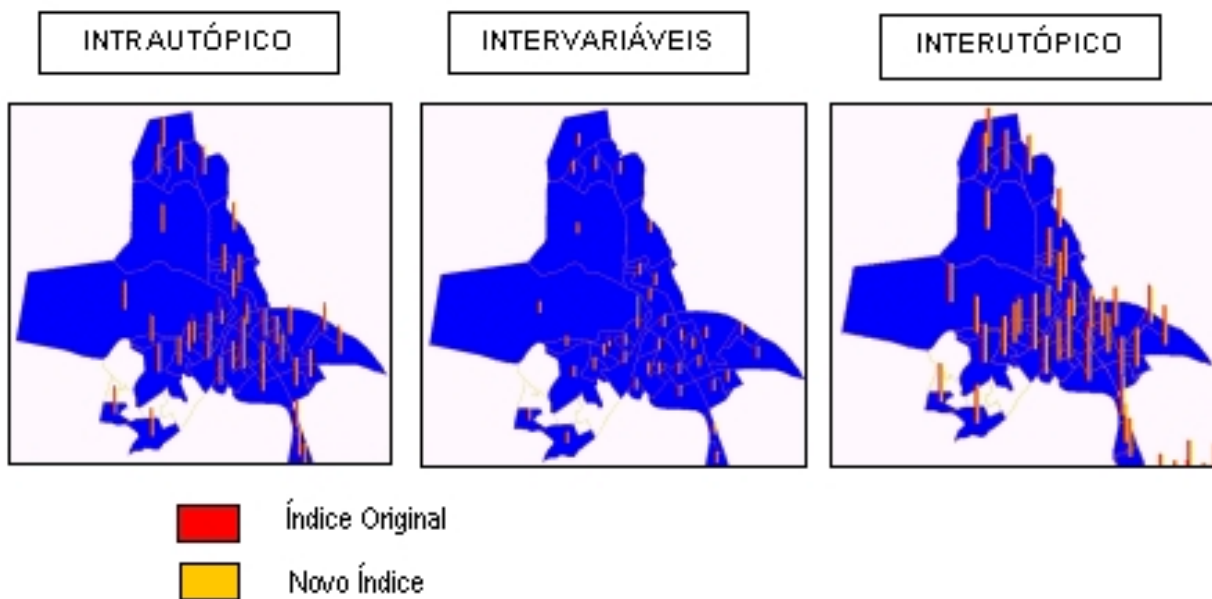 INTRAUTÓPICO
INTERVARIÁVEIS
INTERUTÓPICO
Índice Original
Novo Índice